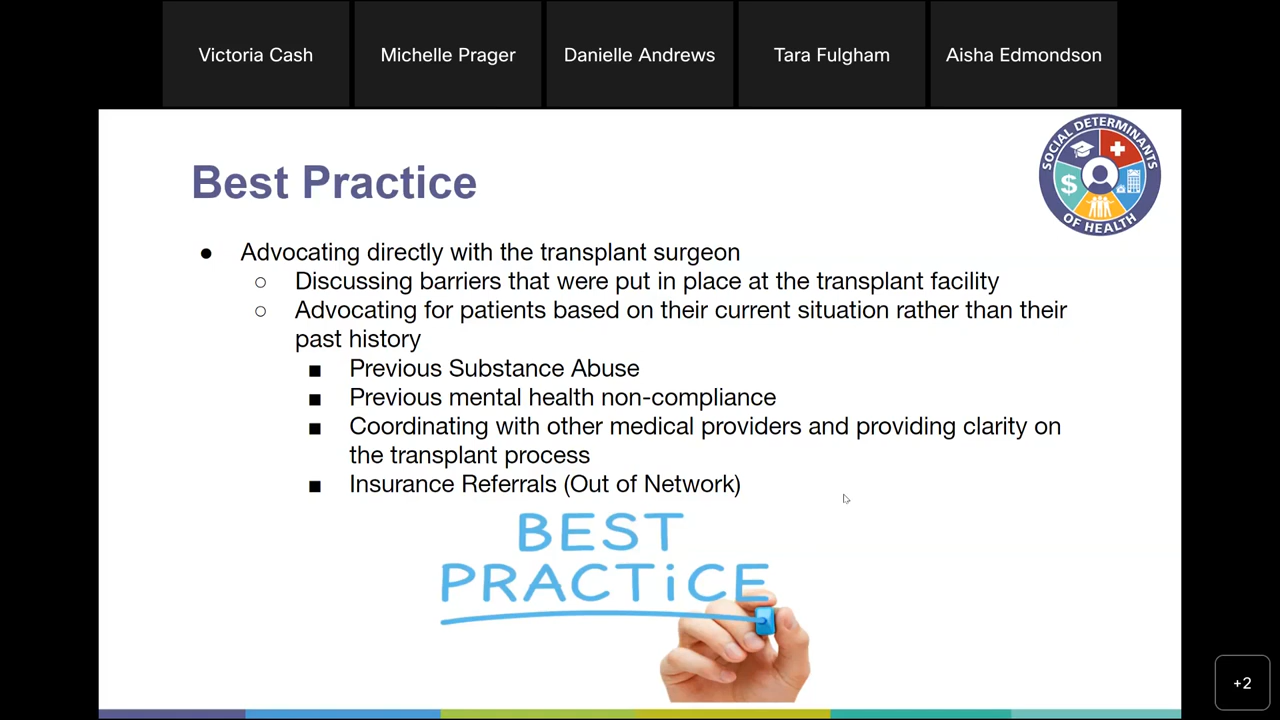 Victoria Cash
Michelle Prager
Danielle Andrews
Tara Fulgham
Aisha Edmondson
SOCIAL DETERMINANTS
OF HEALTH
$
Best Practice
● Advocating directly with the transplant surgeon
○ Discussing barriers that were put in place at the transplant facility
○ Advocating for patients based on their current situation rather than their
past history
■ Previous Substance Abuse
■ Previous mental health non-compliance
■ Coordinating with other medical providers and providing clarity on
the transplant process
■ Insurance Referrals (Out of Network)
BEST
PRACTiCE
+2